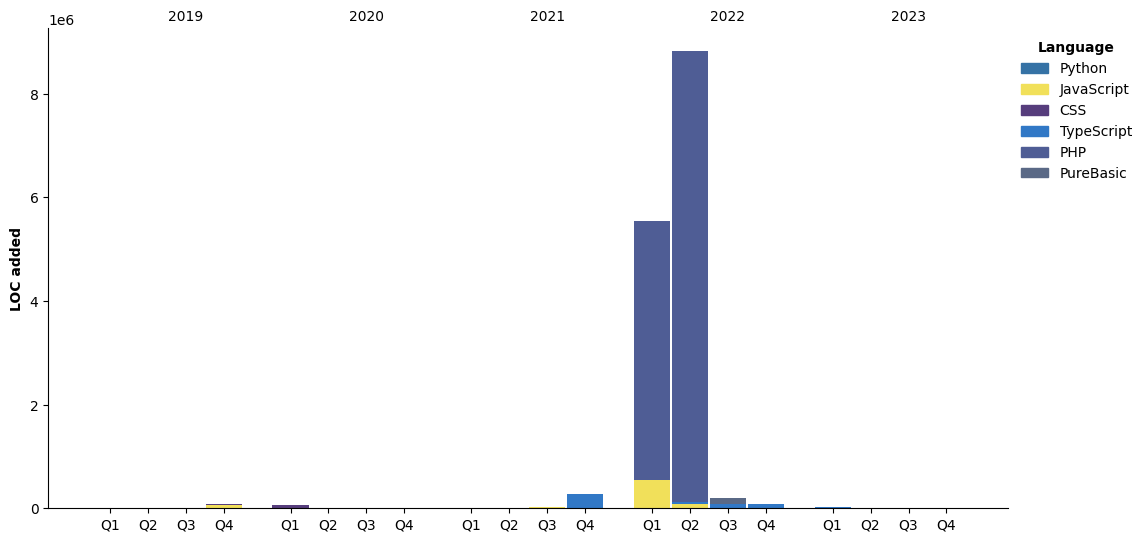 1e6
2019 2020 2021 2022 2023
Language
Python
JavaScript
CSS
TypeScript
PHP
PureBasic
LOC added
8
6
4
2
0
Q1 Q2 Q3 Q4 Q1 Q2 Q3 Q4 Q1 Q2 Q3 Q4 Q1 Q2 Q3 Q4 Q1 Q2 Q3 Q4